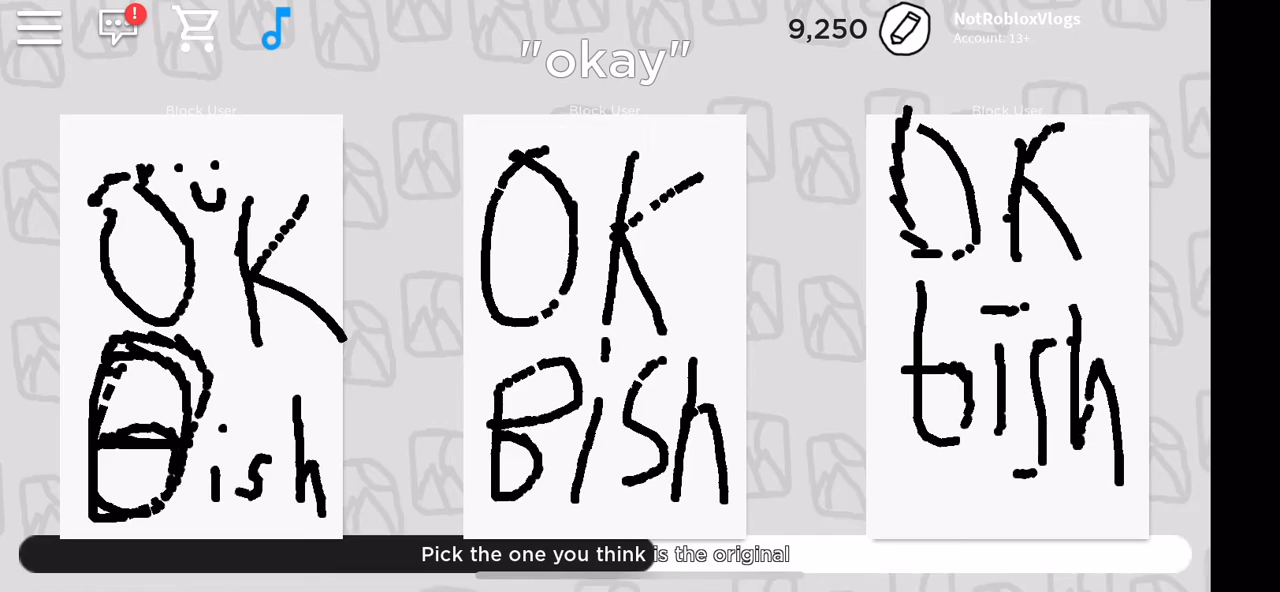 !
9,250
NotRobloxVlogs
Account: 13+
"okay"
Block User
Block User
Block User
OK
Bish
OK
BisH
OK
bish
Pick the one you think is the original